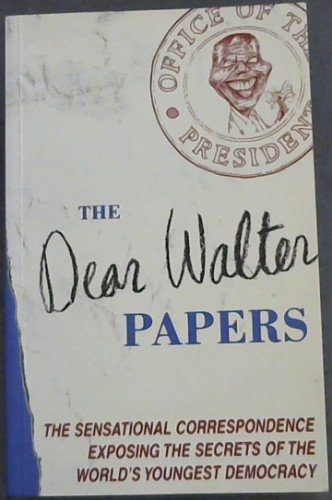 OFFICE OF THE
PRESIDENT
THE
Dear Walter
PAPERS
THE SENSATIONAL CORRESPONDENCE
EXPOSING THE SECRETS OF THE
WORLD'S YOUNGEST DEMOCRACY